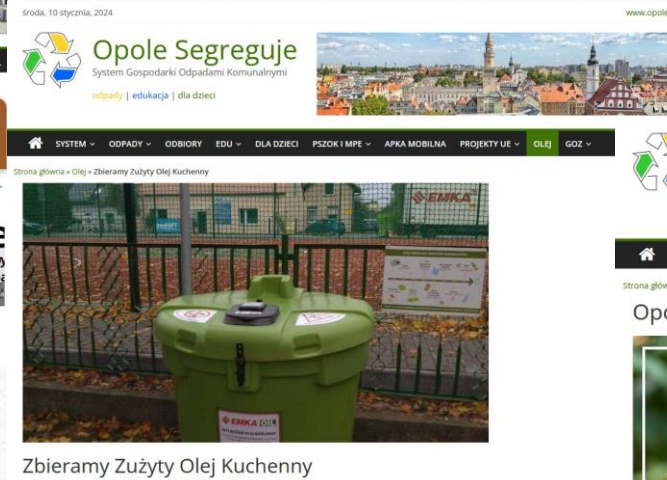 środa, 10 stycznia, 2024
www.opole
Opole Segreguje
System Gospodarki Odpadami Komunalnymi
odpady | edukacja | dla dzieci
SYSTEM ODPADY ODBIORY EDU DLA DZIECI PSZOK I MPE APKA MOBILNA PROJEKTY UE OLEJ GOZ
Strona główna » Olej » Zbieramy Zużyty Olej Kuchenny
EMKA
EMKA OIL
Zbieramy Zużyty Olej Kuchenny
Strona głów
Opo